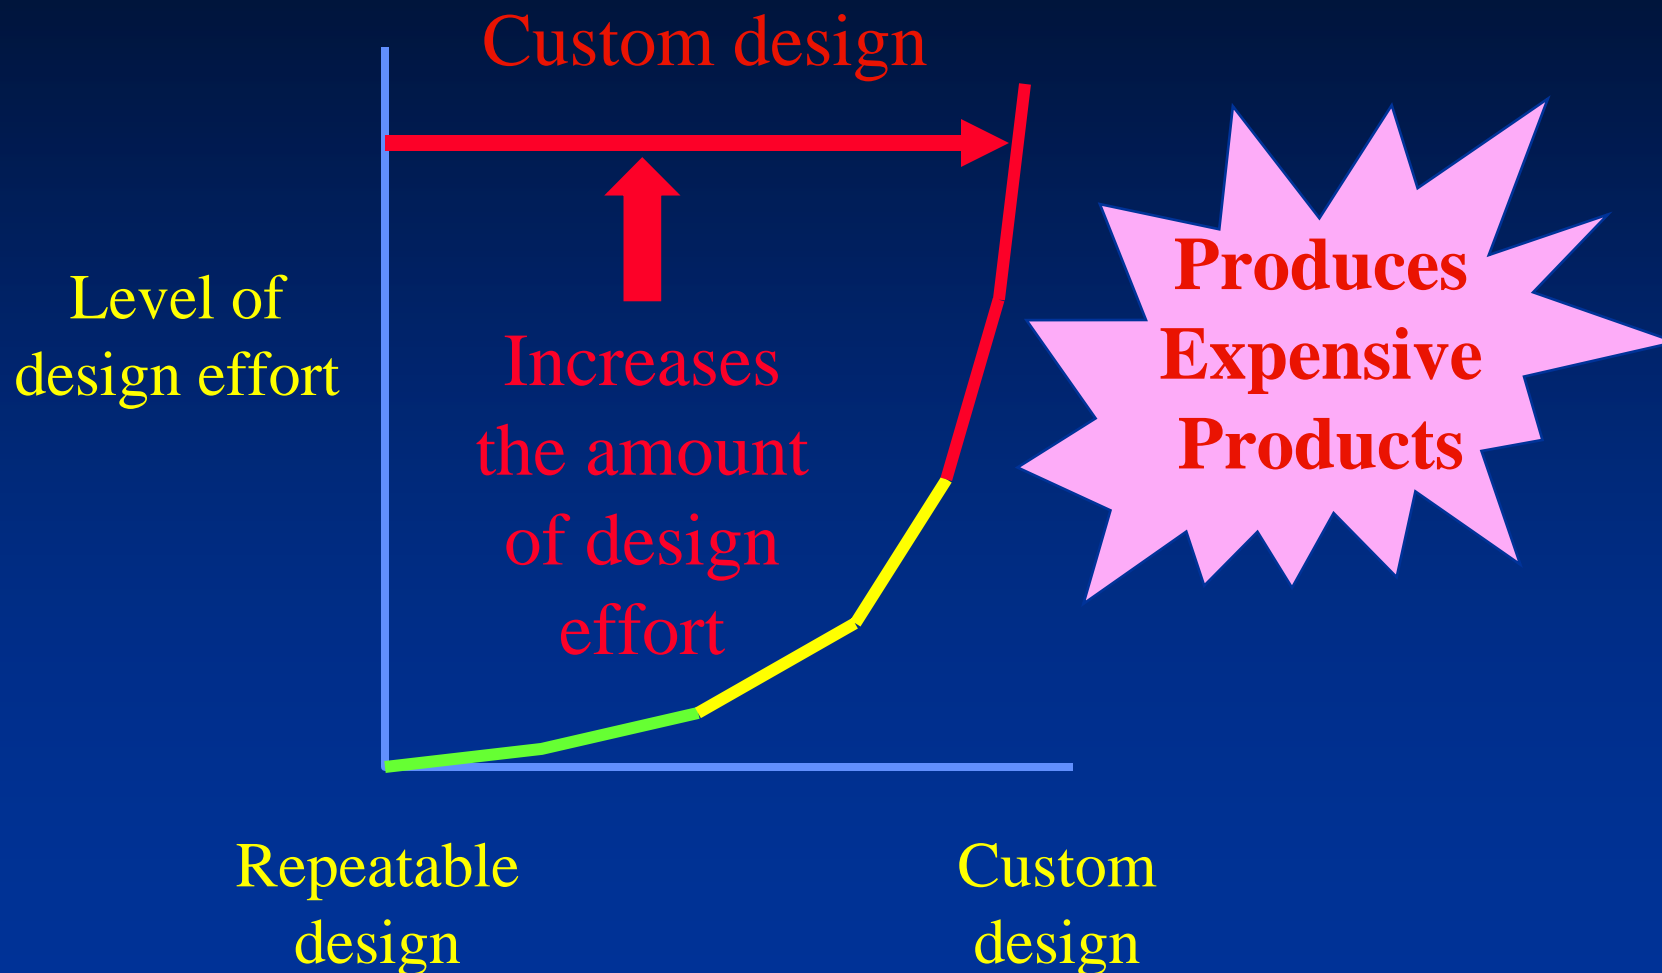 Custom design
Level of
design effort
Increases
the amount
of design
effort
Produces
Expensive
Products
Repeatable
design
Custom
design